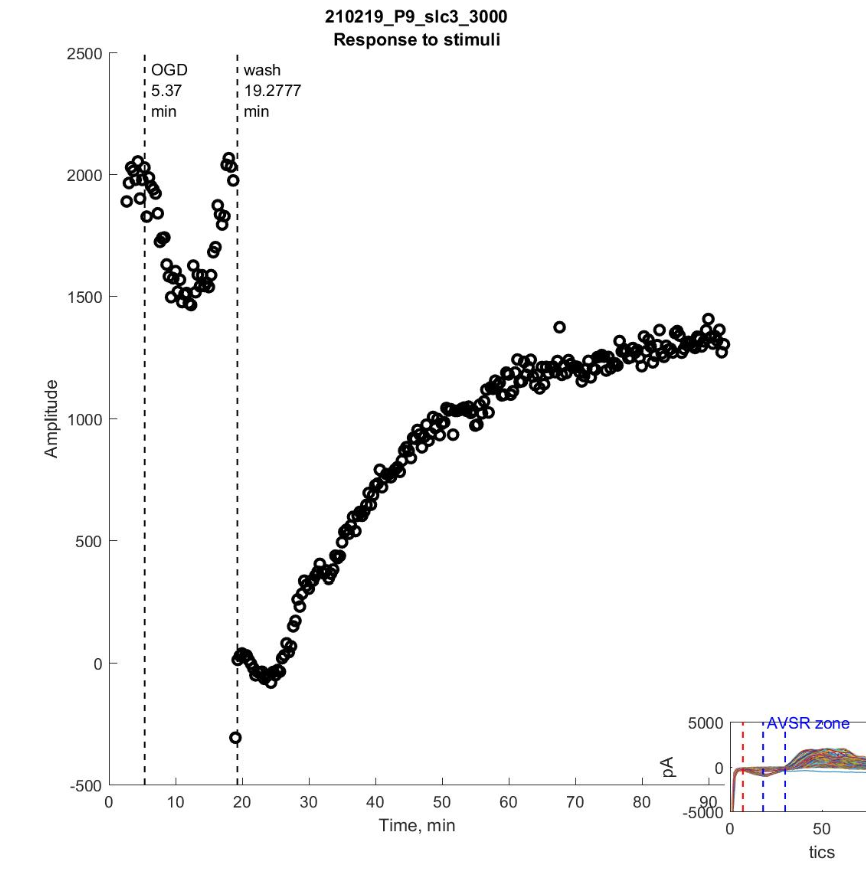 210219_P9_slc3_3000
Response to stimuli
2500
2000
1500
1000
500
0
-500
Amplitude
OGD
5.37
min
wash
19.2777
min
0 10 20 30 40 50 60 70 80 90
Time, min
AVSR zone
5000
0
-5000
pA
0 50
tics